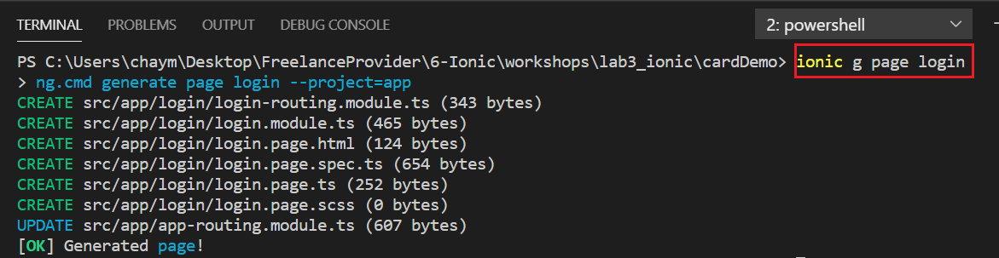 TERMINAL PROBLEMS OUTPUT DEBUG CONSOLE 2: powershell
PS C:\Users\chaym\Desktop\FreelanceProvider\6-Ionic\workshops\lab3_ionic\cardDemo> ionic g page login
> ng.cmd generate page login --project=app
CREATE src/app/login/login-routing.module.ts (343 bytes)
CREATE src/app/login/login.module.ts (465 bytes)
CREATE src/app/login/login.page.html (124 bytes)
CREATE src/app/login/login.page.spec.ts (654 bytes)
CREATE src/app/login/login.page.ts (252 bytes)
CREATE src/app/login/login.page.scss (0 bytes)
UPDATE src/app/app-routing.module.ts (607 bytes)
[OK] Generated page!